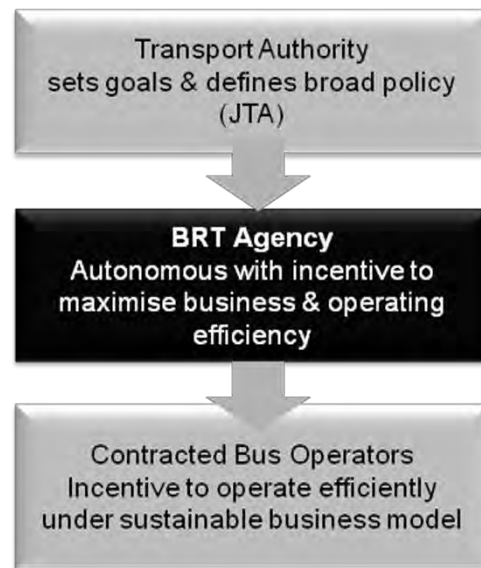 Transport Authority
sets goals & defines broad policy
(JTA)
BRT Agency
Autonomous with incentive to
maximise business & operating
efficiency
Contracted Bus Operators
Incentive to operate efficiently
under sustainable business model